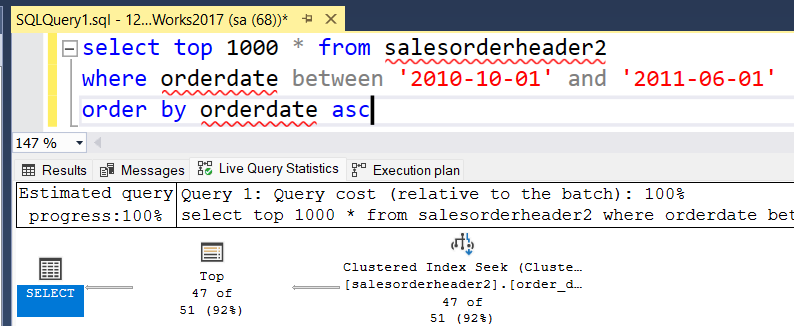 SQLQuery1.sql - 12...Works2017 (sa (68))*
select top 1000 * from salesorderheader2
where orderdate between '2010-10-01' and '2011-06-01'
order by orderdate asc
147 %
Results Messages Live Query Statistics Execution plan
Estimated query progress:100%
Query 1: Query cost (relative to the batch): 100%
select top 1000 * from salesorderheader2 where orderdate bet
SELECT
Top
47 of
51 (92%)
Clustered Index Seek (Cluste…
[salesorderheader2].[order_d…
47 of
51 (92%)